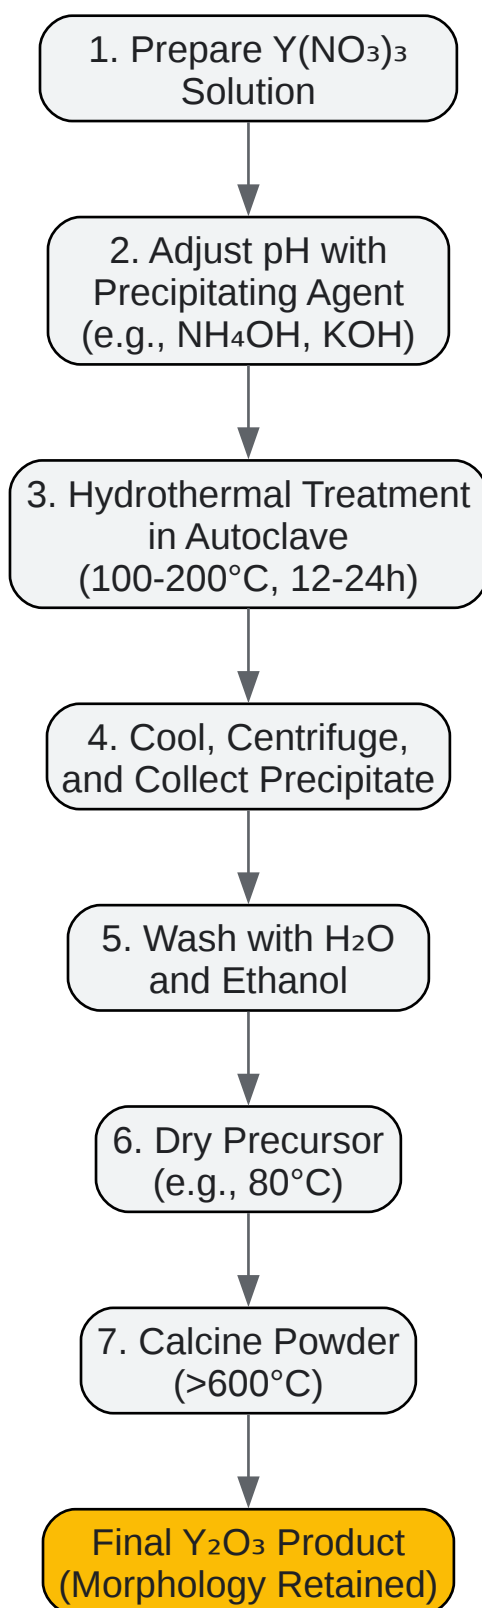 1. Prepare Y(NO₃)₃
Solution
2. Adjust pH with
Precipitating Agent
(e.g., NH₄OH, KOH)
3. Hydrothermal Treatment
in Autoclave
(100-200°C, 12-24h)
4. Cool, Centrifuge,
and Collect Precipitate
5. Wash with H₂O
and Ethanol
6. Dry Precursor
(e.g., 80°C)
7. Calcine Powder
(>600°C)
Final Y₂O₃ Product
(Morphology Retained)